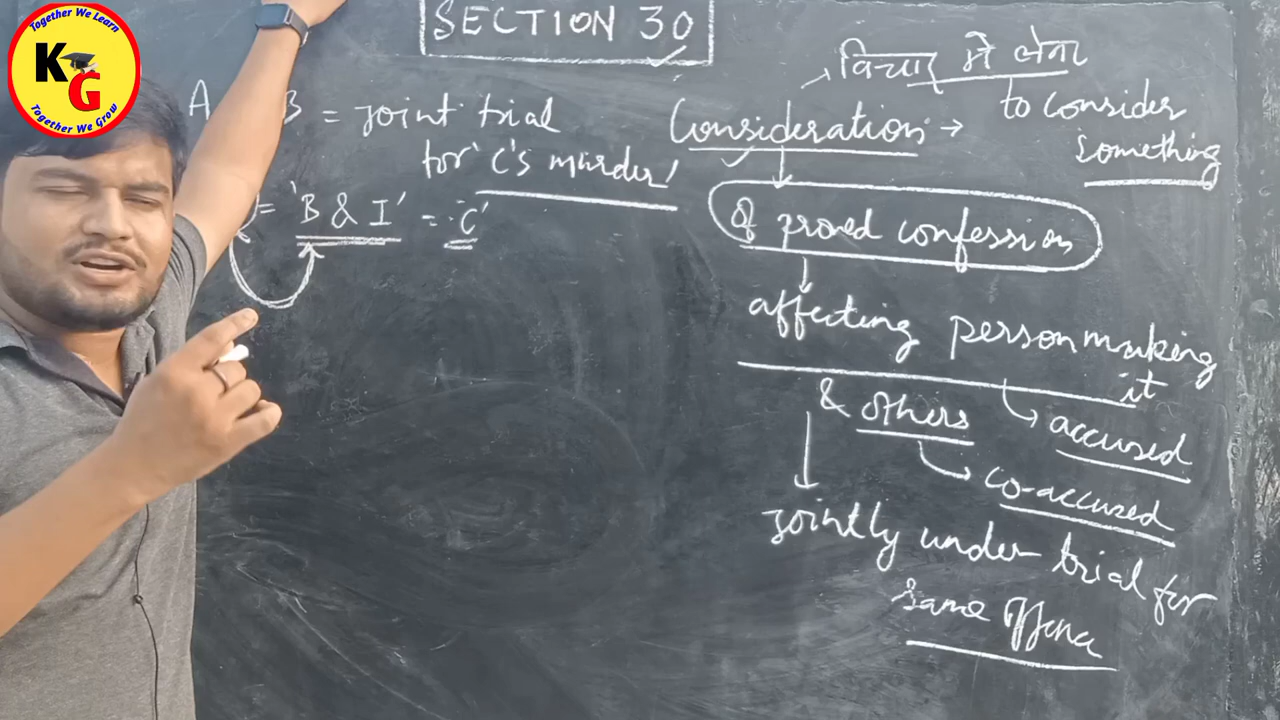 Together We Learn
KG
Together We Grow
SECTION 30
A B = joint trial
for 'C's murder'
= 'B & I' = 'C'
विचार में लेना
Consideration → to consider
something
of proved confession
affecting person making
it
& others
accused
co-accused
Jointly under trial for
same offence